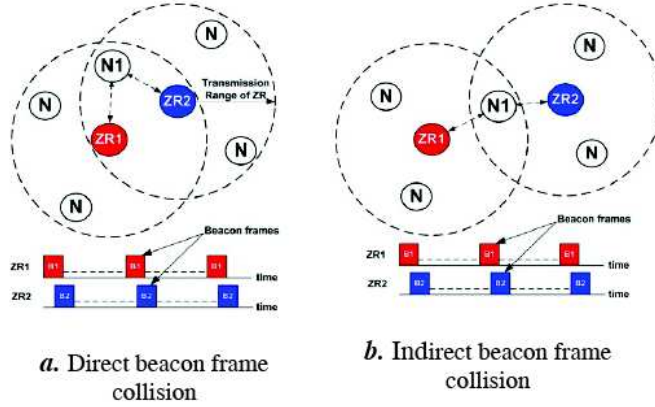 N
N1
N
Transmission
Range of ZR
ZR2
ZR1
N
N
Beacon frames
ZR1
B1
B1
B1
time
ZR2
B2
B2
B2
time
a. Direct beacon frame
collision
N
N
N1
ZR2
ZR1
N
N
Beacon frames
ZR1
B1
B1
B1
time
ZR2
B2
B2
B2
time
b. Indirect beacon frame
collision